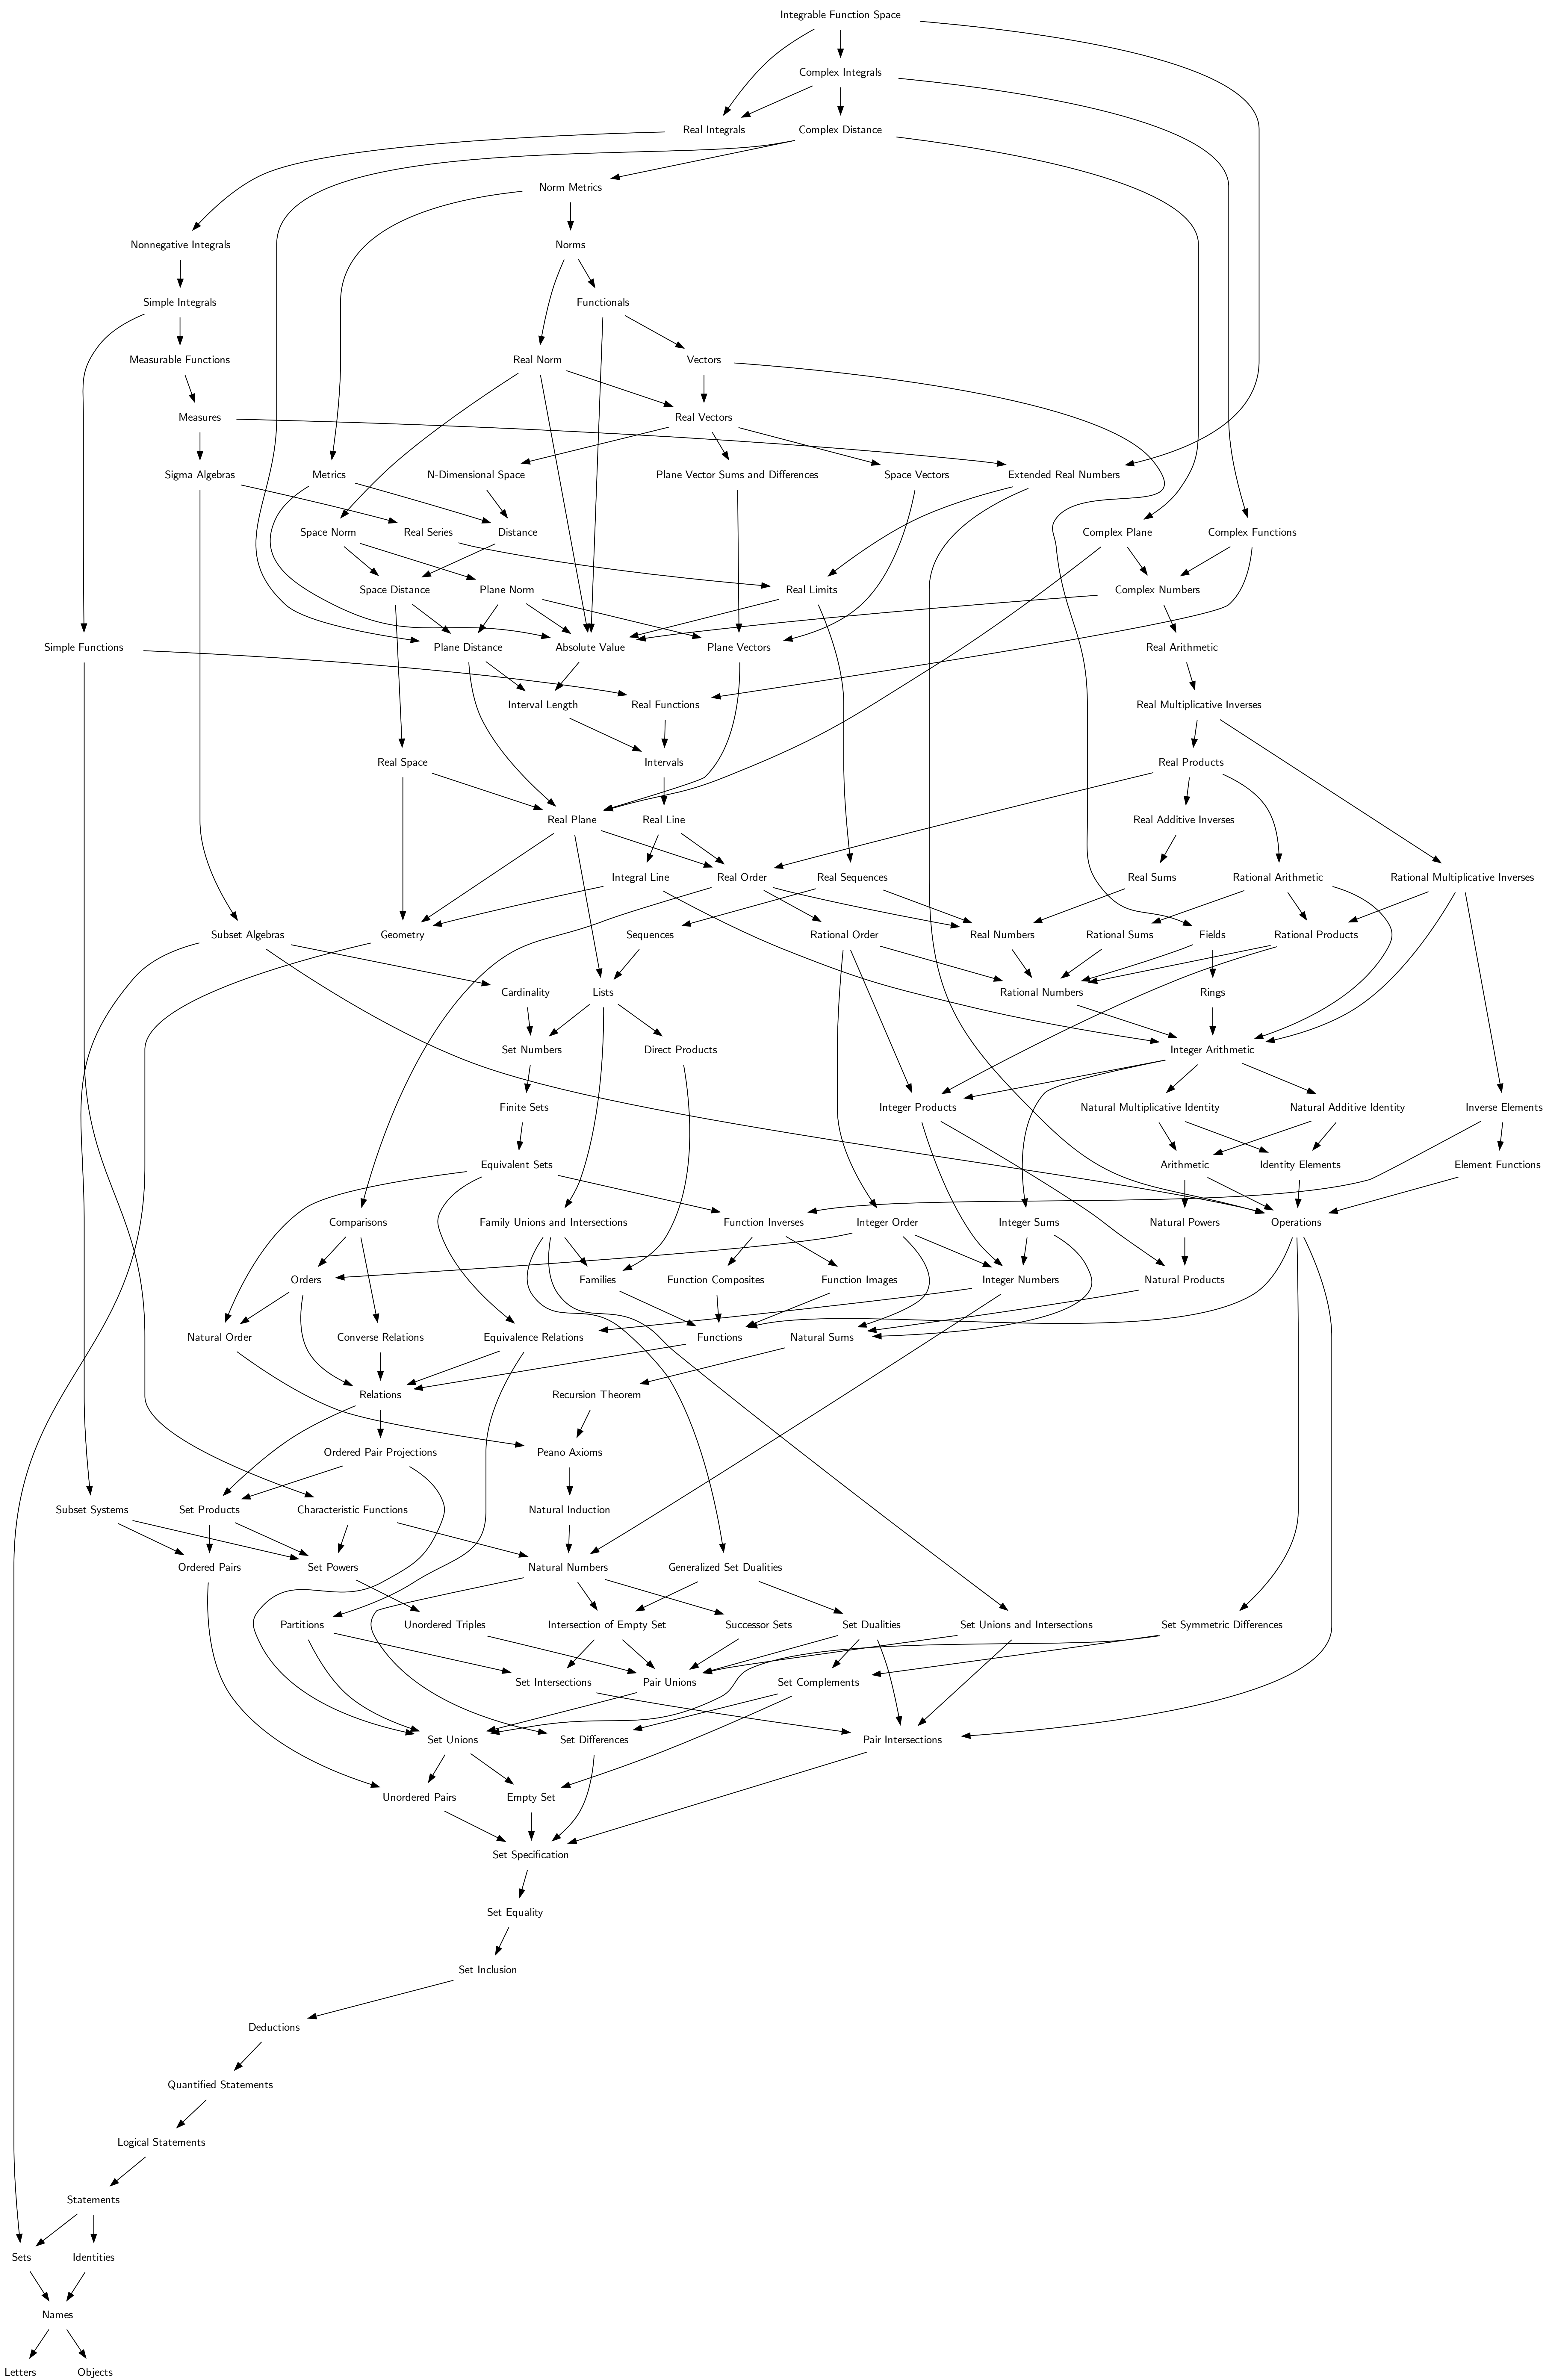 Integrable Function Space
Complex Integrals
Real Integrals
Complex Distance
Norm Metrics
Nonnegative Integrals
Norms
Simple Integrals
Functionals
Measurable Functions
Real Norm
Vectors
Measures
Real Vectors
Sigma Algebras
Metrics
N-Dimensional Space
Plane Vector Sums and Differences
Space Vectors
Extended Real Numbers
Space Norm
Real Series
Distance
Complex Plane
Complex Functions
Space Distance
Plane Norm
Real Limits
Complex Numbers
Simple Functions
Plane Distance
Absolute Value
Plane Vectors
Real Arithmetic
Interval Length
Real Functions
Real Multiplicative Inverses
Real Space
Intervals
Real Products
Real Plane
Real Line
Real Additive Inverses
Integral Line
Real Order
Real Sequences
Real Sums
Rational Arithmetic
Rational Multiplicative Inverses
Subset Algebras
Geometry
Sequences
Rational Order
Real Numbers
Rational Sums
Fields
Rational Products
Cardinality
Lists
Rational Numbers
Rings
Set Numbers
Direct Products
Integer Arithmetic
Finite Sets
Integer Products
Natural Multiplicative Identity
Natural Additive Identity
Inverse Elements
Equivalent Sets
Arithmetic
Identity Elements
Element Functions
Comparisons
Family Unions and Intersections
Function Inverses
Integer Order
Integer Sums
Natural Powers
Operations
Orders
Families
Function Composites
Function Images
Integer Numbers
Natural Products
Natural Order
Converse Relations
Equivalence Relations
Functions
Natural Sums
Relations
Recursion Theorem
Ordered Pair Projections
Peano Axioms
Subset Systems
Set Products
Characteristic Functions
Natural Induction
Ordered Pairs
Set Powers
Natural Numbers
Generalized Set Dualities
Partitions
Unordered Triples
Intersection of Empty Set
Successor Sets
Set Dualities
Set Unions and Intersections
Set Symmetric Differences
Set Intersections
Pair Unions
Set Complements
Set Unions
Set Differences
Pair Intersections
Unordered Pairs
Empty Set
Set Specification
Set Equality
Set Inclusion
Deductions
Quantified Statements
Logical Statements
Statements
Sets
Identities
Names
Letters
Objects